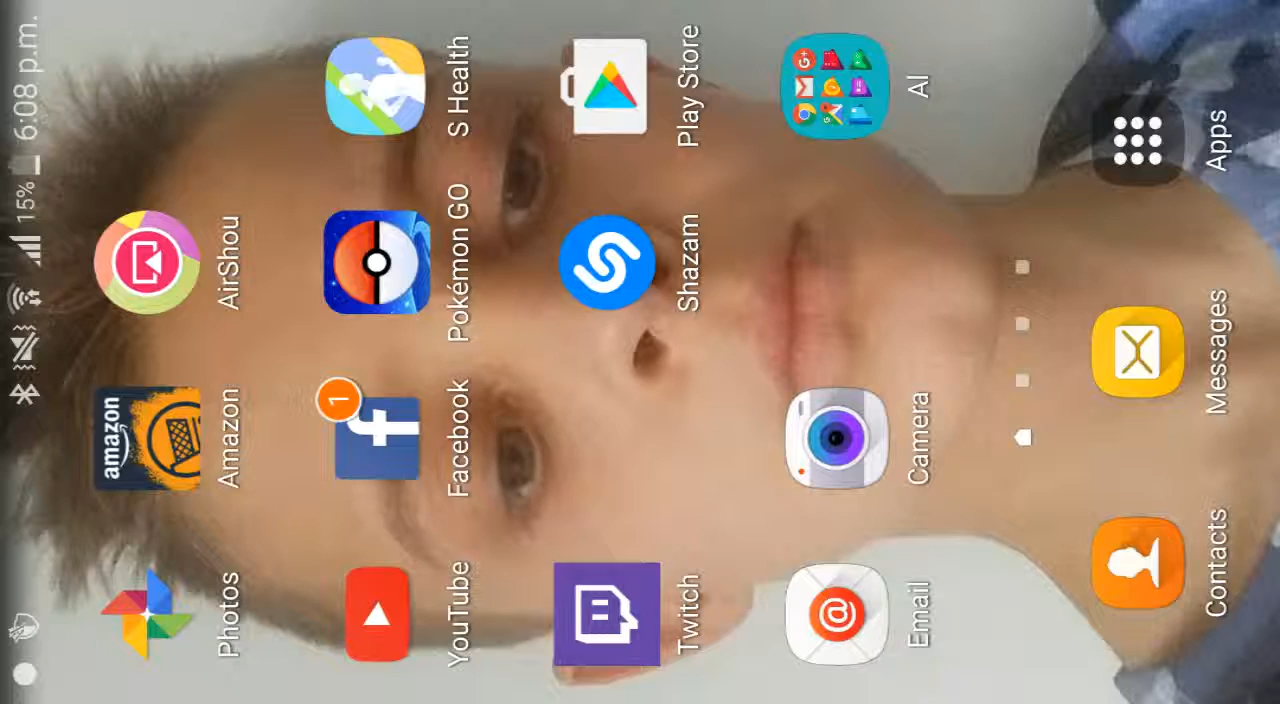 15% 6:08 p.m.
amazon
Photos
Amazon
AirShou
1
YouTube
Facebook
Pokémon GO
S Health
Twitch
Shazam
Play Store
@
G+
Email
Camera
AI
Contacts
Messages
Apps